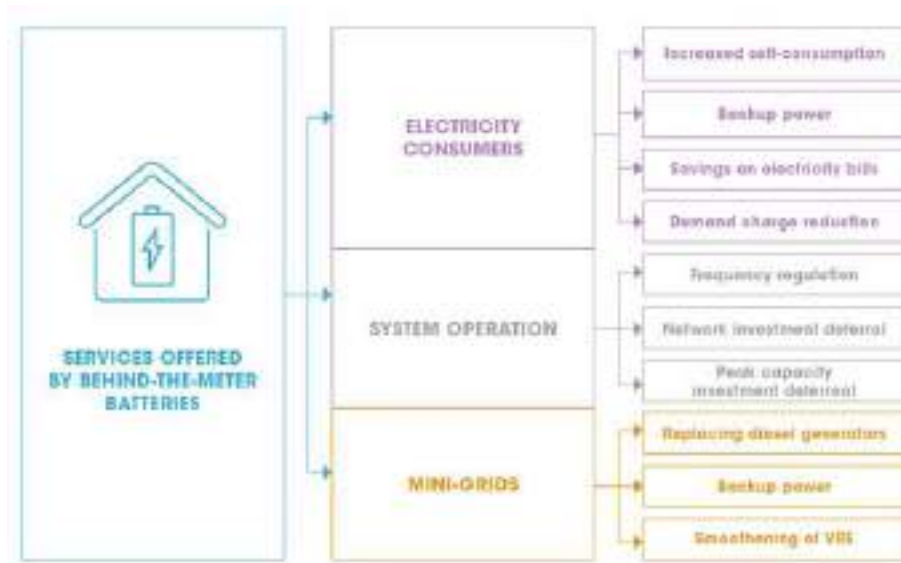 SERVICES OFFERED
BY BEHIND-THE-METER
BATTERIES
ELECTRICITY
CONSUMERS
Increased self-consumption
Backup power
Savings on electricity bills
Demand charge reduction
SYSTEM OPERATION
Frequency regulation
Network investment deferral
Peak capacity
investment deferral
MINI-GRIDS
Replacing diesel generators
Backup power
Smoothening of VRE